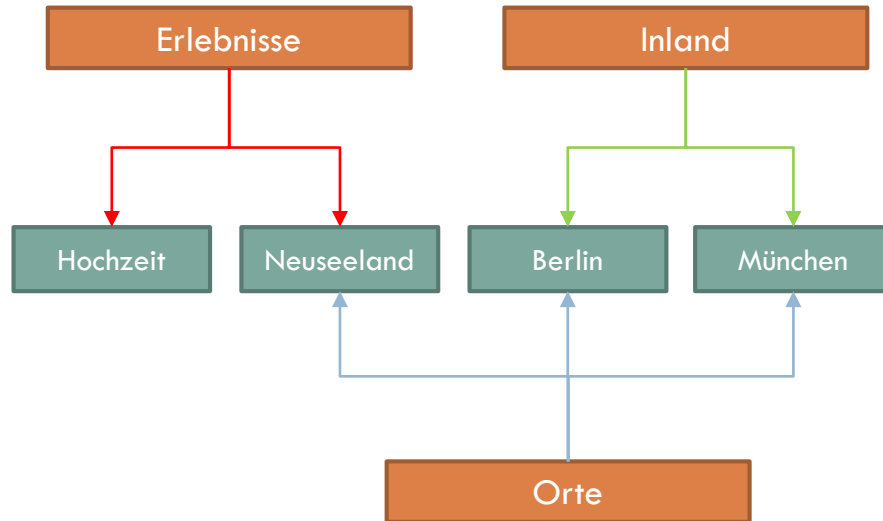 Erlebnisse
Inland
Hochzeit
Neuseeland
Berlin
München
Orte